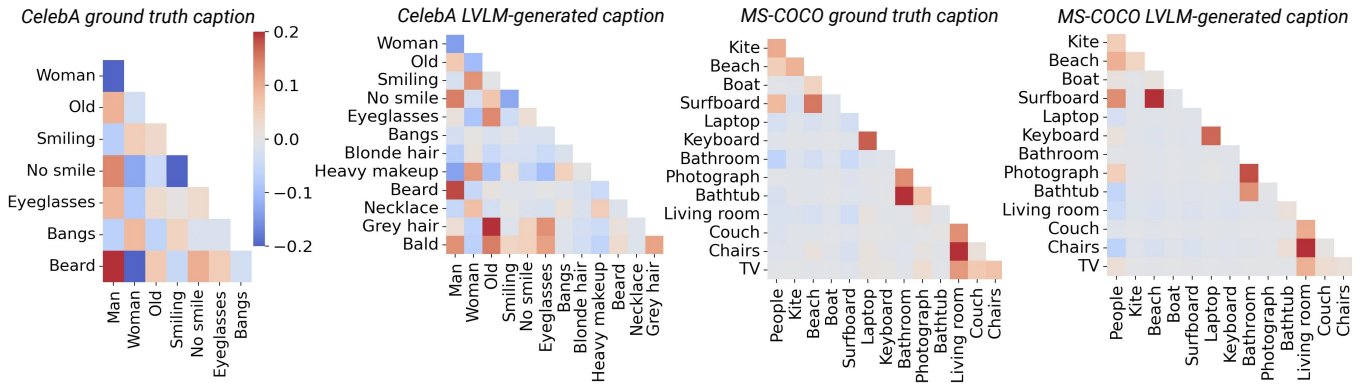 CelebA ground truth caption
Woman
Old
Smiling
No smile
Eyeglasses
Bangs
Beard
Man
Woman
Old
Smiling
No smile
Eyeglasses
Bangs
0.2
0.1
0.0
−0.1
−0.2
CelebA LVLM-generated caption
Woman
Old
Smiling
No smile
Eyeglasses
Bangs
Blonde hair
Heavy makeup
Beard
Necklace
Grey hair
Bald
Man
Woman
Old
Smiling
No smile
Eyeglasses
Bangs
Blonde hair
Heavy makeup
Beard
Necklace
Grey hair
MS-COCO ground truth caption
Kite
Beach
Boat
Surfboard
Laptop
Keyboard
Bathroom
Photograph
Bathtub
Living room
Couch
Chairs
TV
People
Kite
Beach
Boat
Surfboard
Laptop
Keyboard
Bathroom
Photograph
Bathtub
Living room
Couch
Chairs
MS-COCO LVLM-generated caption
Kite
Beach
Boat
Surfboard
Laptop
Keyboard
Bathroom
Photograph
Bathtub
Living room
Couch
Chairs
TV
People
Kite
Beach
Boat
Surfboard
Laptop
Keyboard
Bathroom
Photograph
Bathtub
Living room
Couch
Chairs